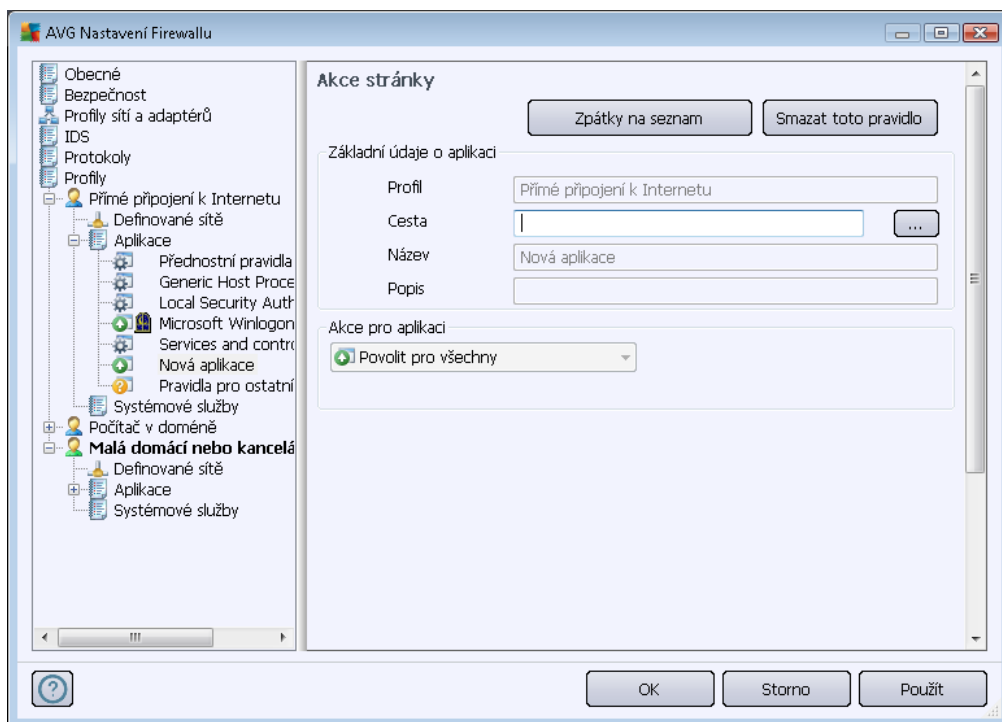 AVG Nastavení Firewallu
Obecné
Bezpečnost
Profily sítí a adaptérů
IDS
Protokoly
Profily
Přímé připojení k Internetu
Definované sítě
Aplikace
Přednostní pravidla
Generic Host Proce
Local Security Auth
Microsoft Winlogon
Services and contro
Nová aplikace
Pravidla pro ostatní
Systémové služby
Počítač v doméně
Malá domácí nebo kancelá
Definované sítě
Aplikace
Systémové služby
Akce stránky
Zpátky na seznam
Smazat toto pravidlo
Základní údaje o aplikaci
Profil
Přímé připojení k Internetu
Cesta
...
Název
Nová aplikace
Popis
Akce pro aplikaci
Povolit pro všechny
OK
Storno
Použít